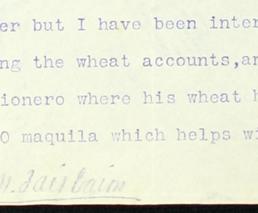 er but I have been inter
ng the wheat accounts,an
ionero where his wheat h
0 maquila which helps wi
Fairbairn